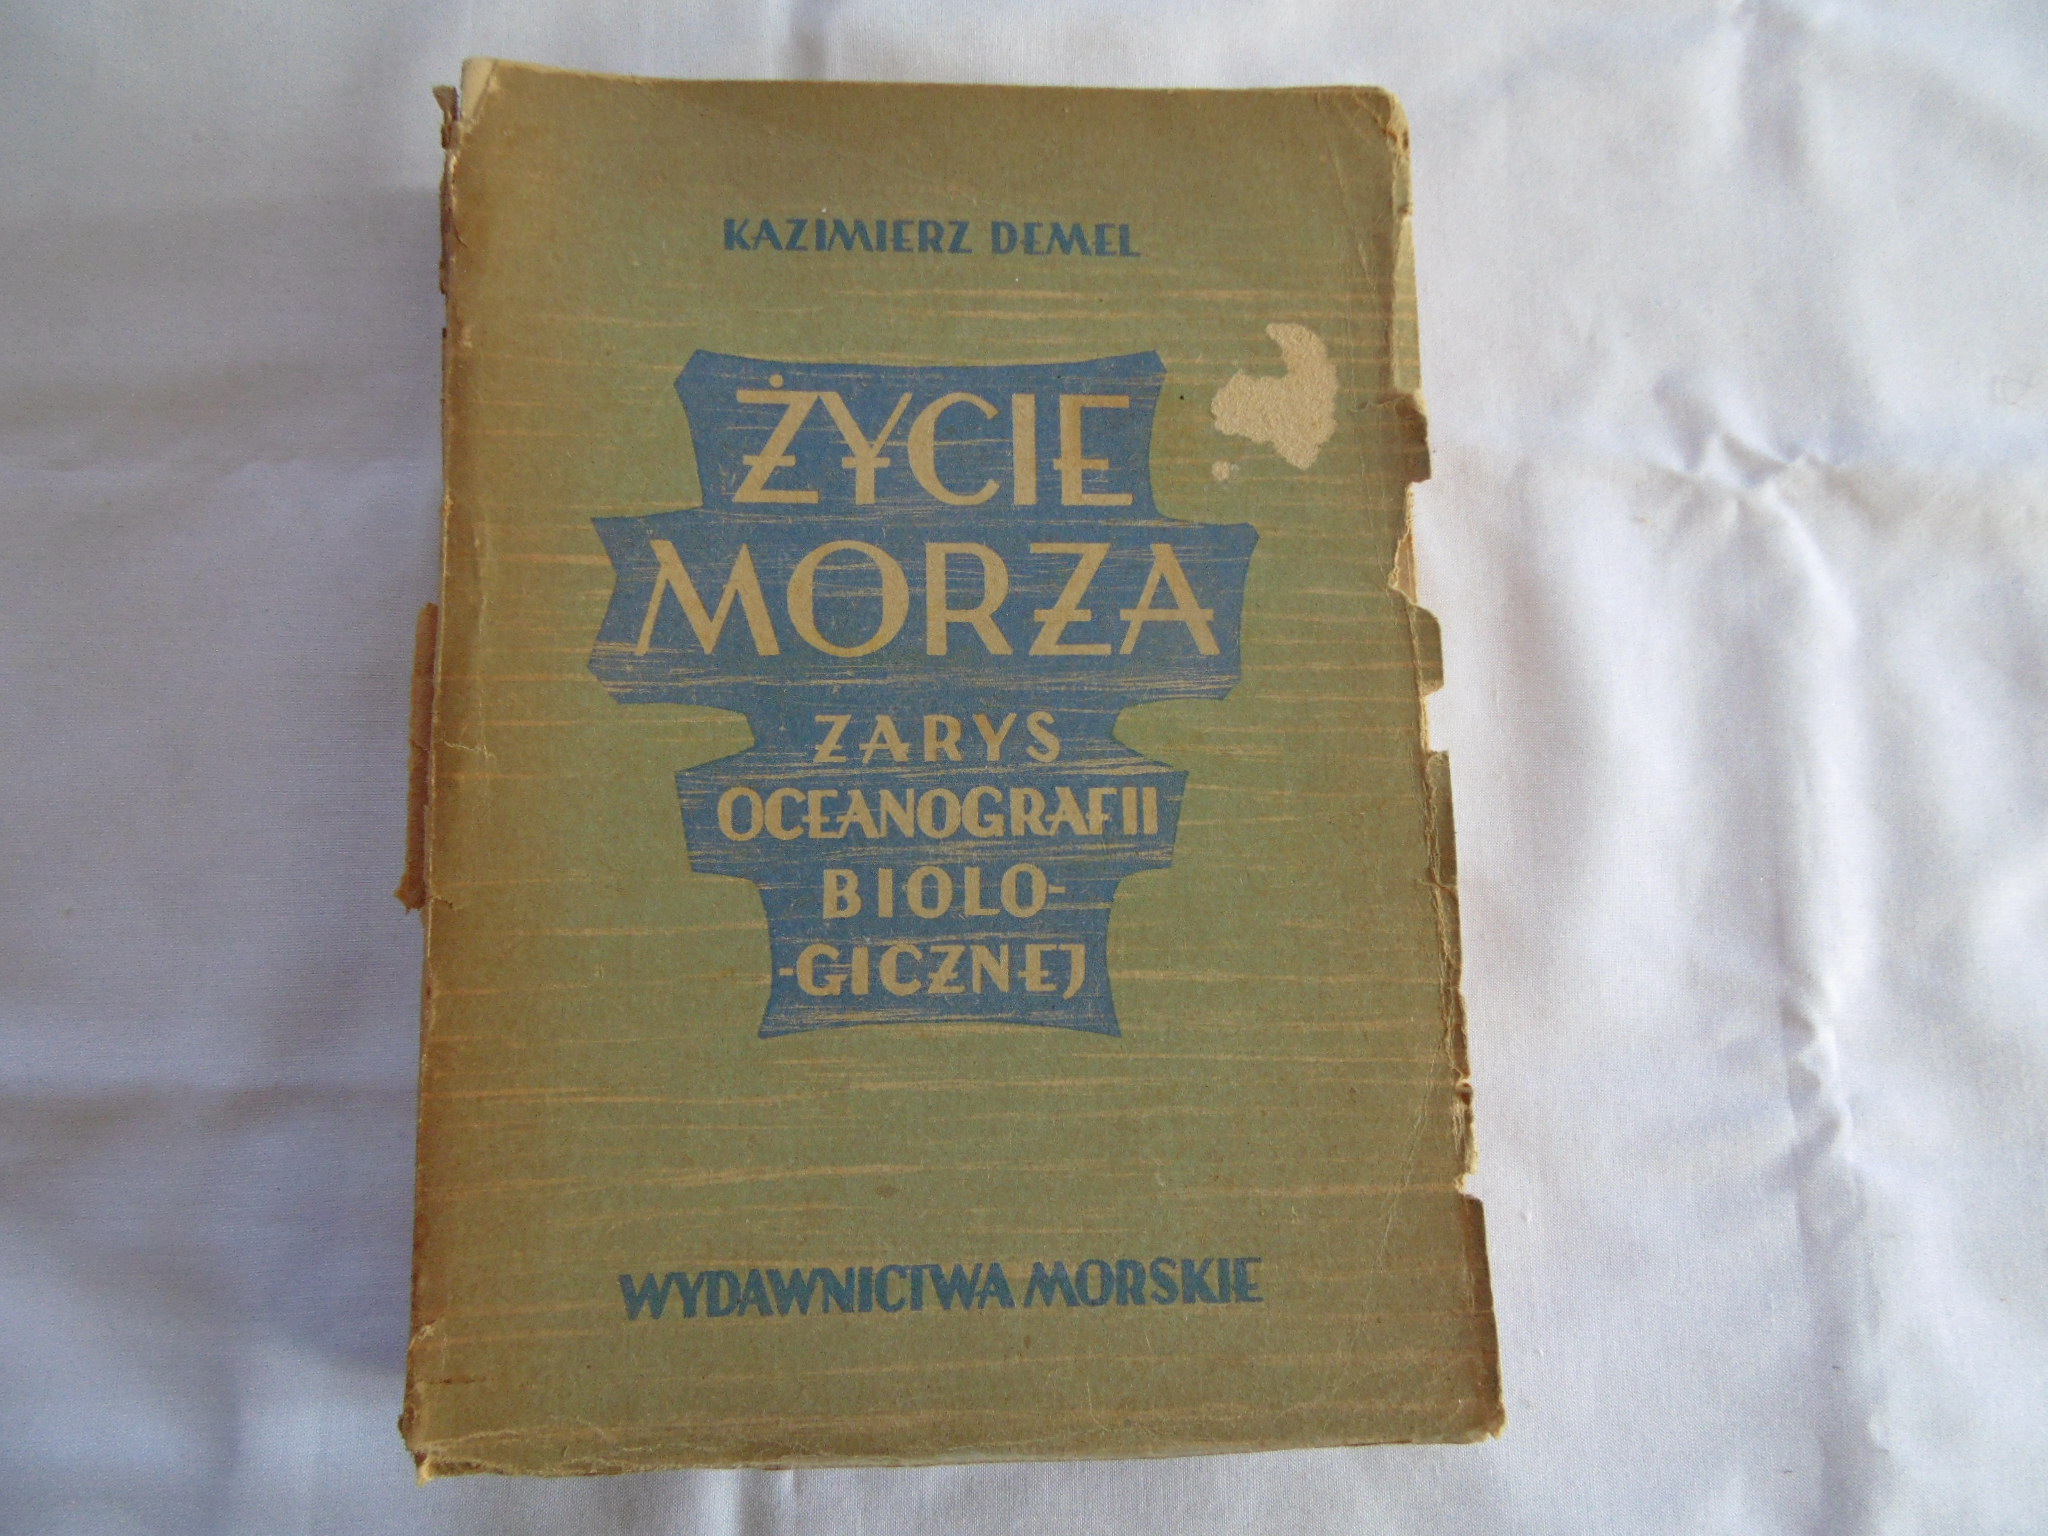 KAZIMIERZ DEMEL
ŻYCIE
MORZA
ZARYS
OCEANOGRAFII
BIOLO-
-GICZNEJ
WYDAWNICTWA MORSKIE